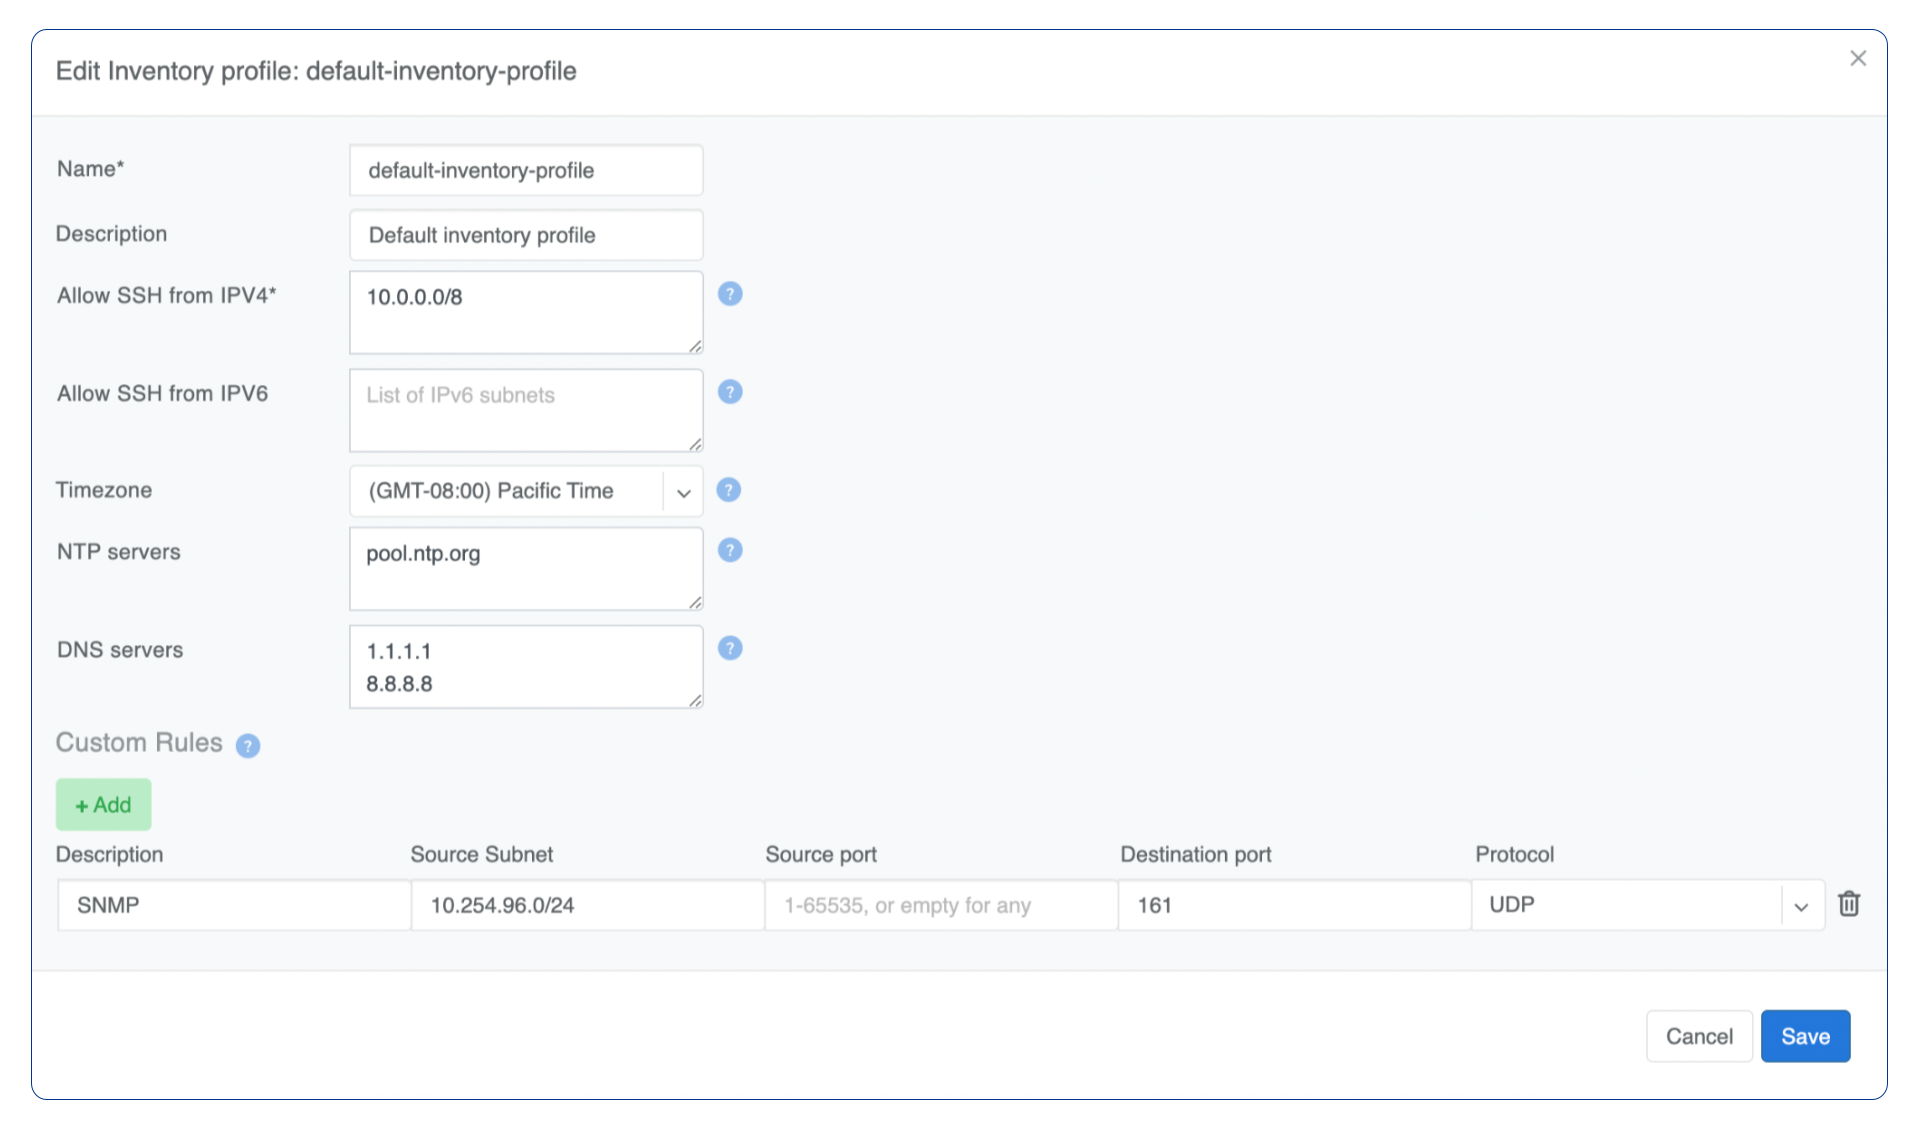 Edit Inventory profile: default-inventory-profile
Name* default-inventory-profile
Description Default inventory profile
Allow SSH from IPV4* 10.0.0.0/8 ?
Allow SSH from IPV6 List of IPv6 subnets ?
Timezone (GMT-08:00) Pacific Time ?
NTP servers pool.ntp.org ?
DNS servers 1.1.1.1 ?
8.8.8.8
Custom Rules ?
+ Add
Description Source Subnet Source port Destination port Protocol
SNMP 10.254.96.0/24 1-65535, or empty for any 161 UDP
Cancel Save